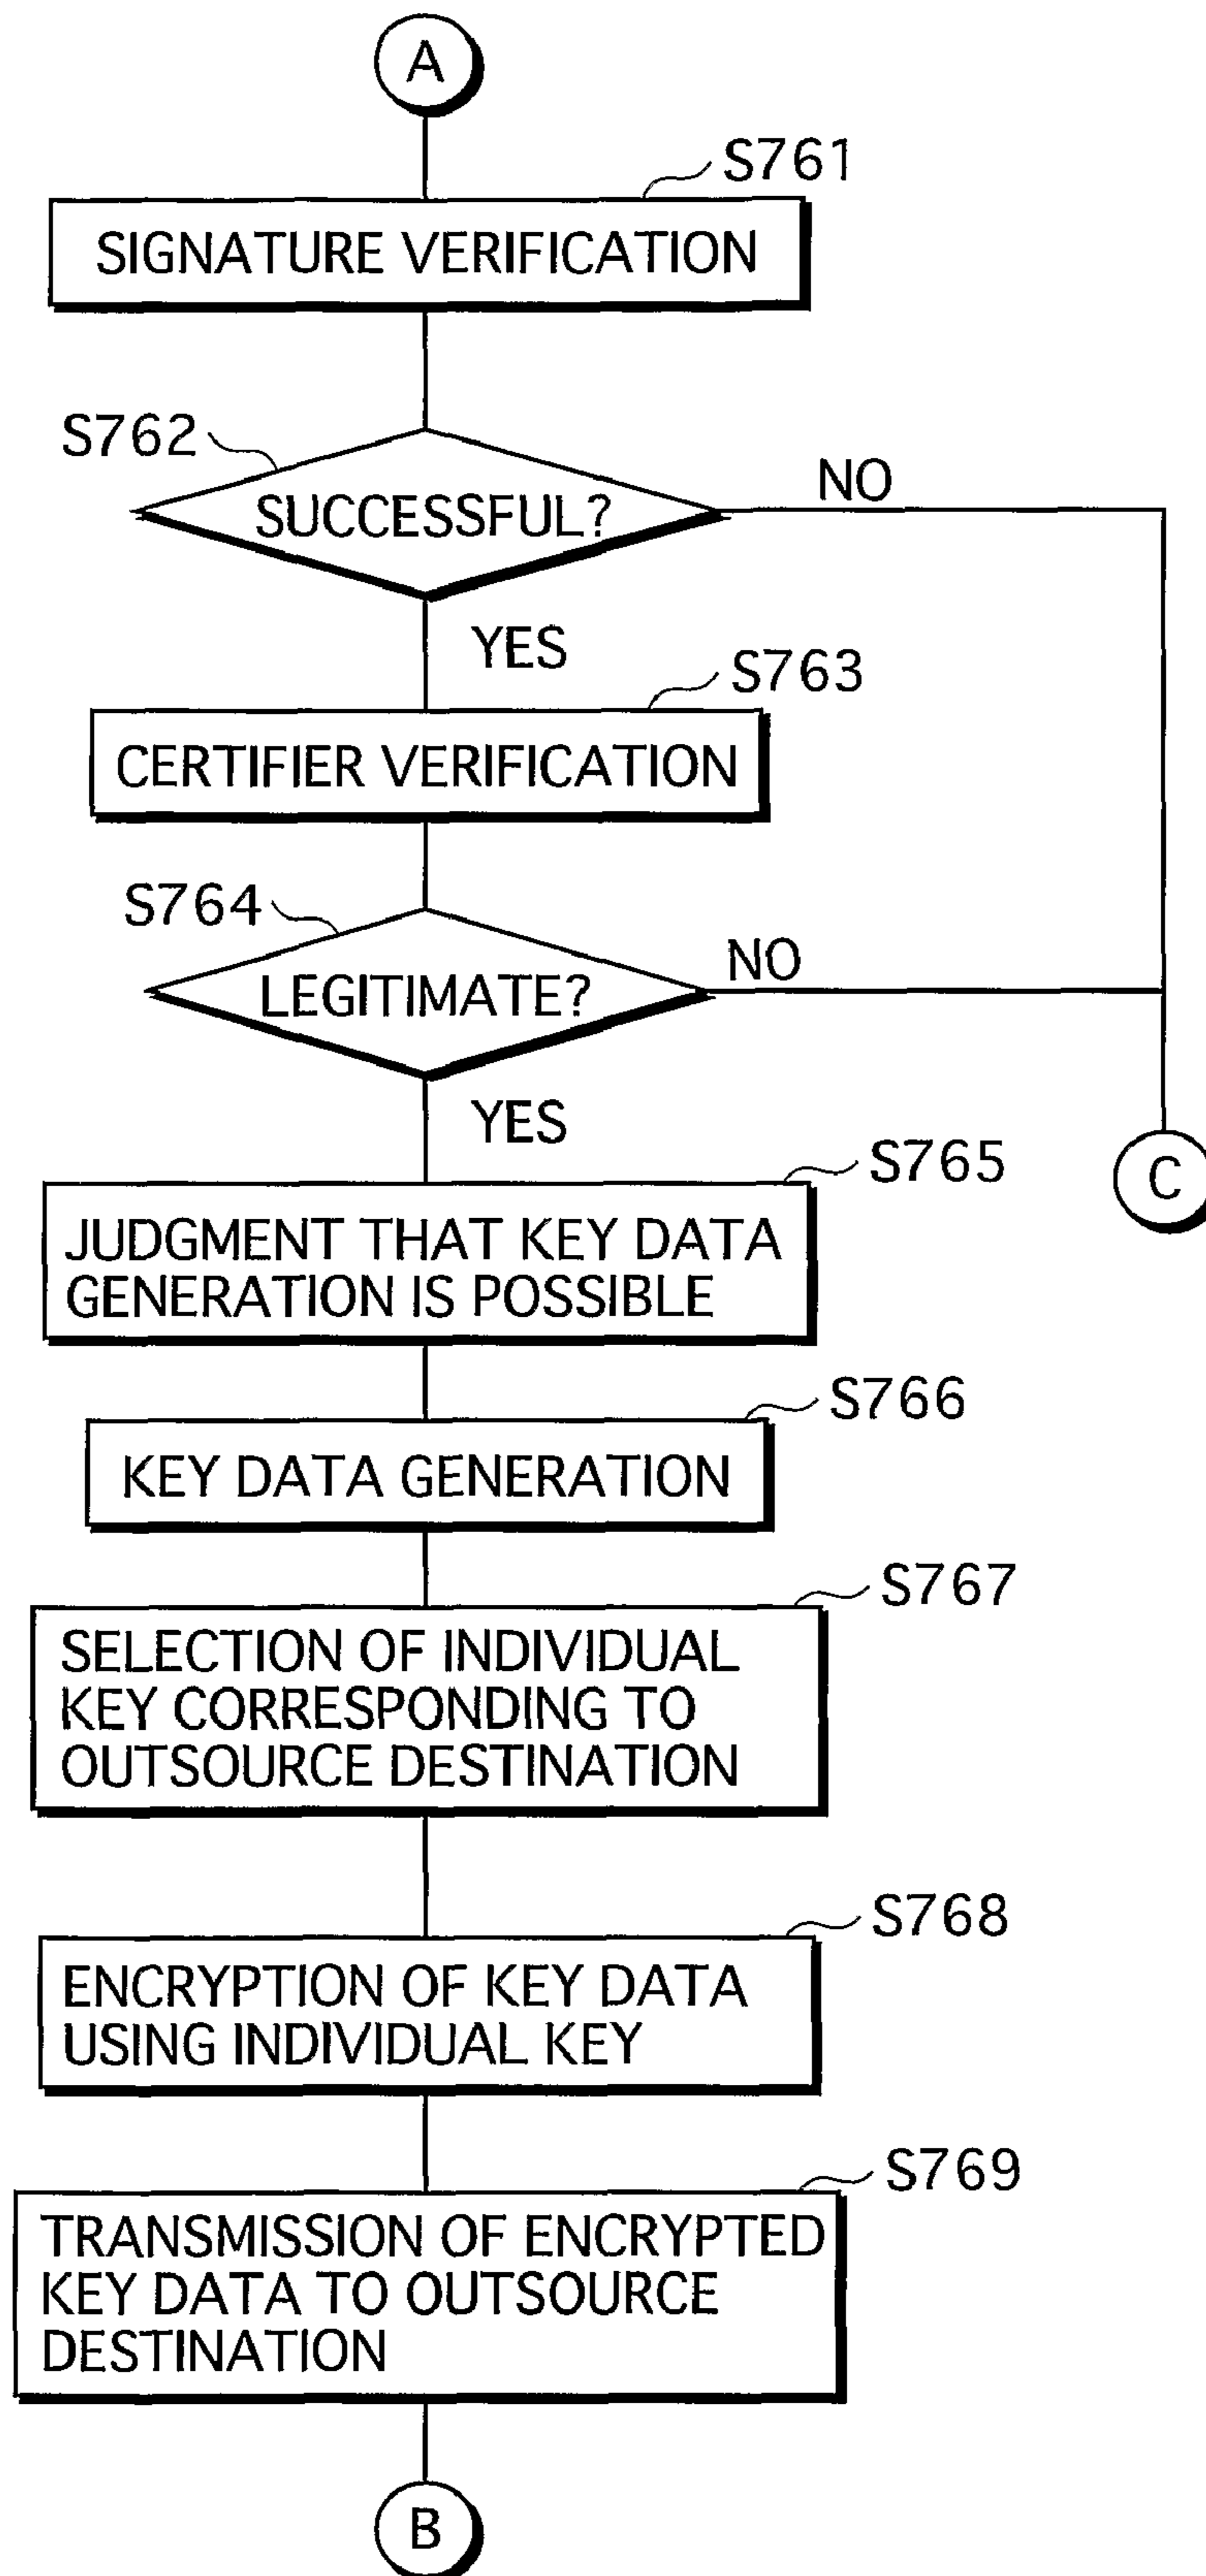 A
S761
SIGNATURE VERIFICATION
S762
SUCCESSFUL?
NO
YES
S763
CERTIFIER VERIFICATION
S764
LEGITIMATE?
NO
YES
C
S765
JUDGMENT THAT KEY DATA
GENERATION IS POSSIBLE
S766
KEY DATA GENERATION
S767
SELECTION OF INDIVIDUAL
KEY CORRESPONDING TO
OUTSOURCE DESTINATION
S768
ENCRYPTION OF KEY DATA
USING INDIVIDUAL KEY
S769
TRANSMISSION OF ENCRYPTED
KEY DATA TO OUTSOURCE
DESTINATION
B